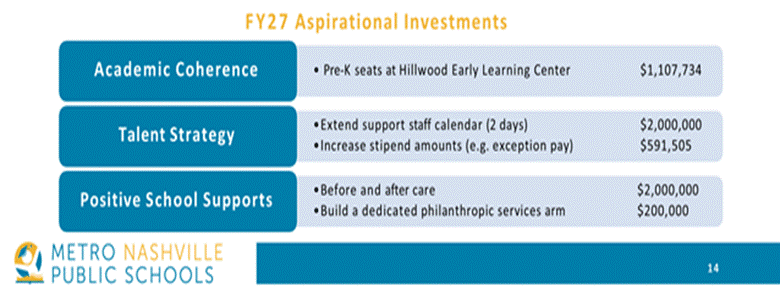 FY27 Aspirational Investments
Academic Coherence
• Pre-K seats at Hillwood Early Learning Center $1,107,734
Talent Strategy
•Extend support staff calendar (2 days) $2,000,000
•Increase stipend amounts (e.g. exception pay) $591,505
Positive School Supports
•Before and after care $2,000,000
•Build a dedicated philanthropic services arm $200,000
METRO NASHVILLE
PUBLIC SCHOOLS
14